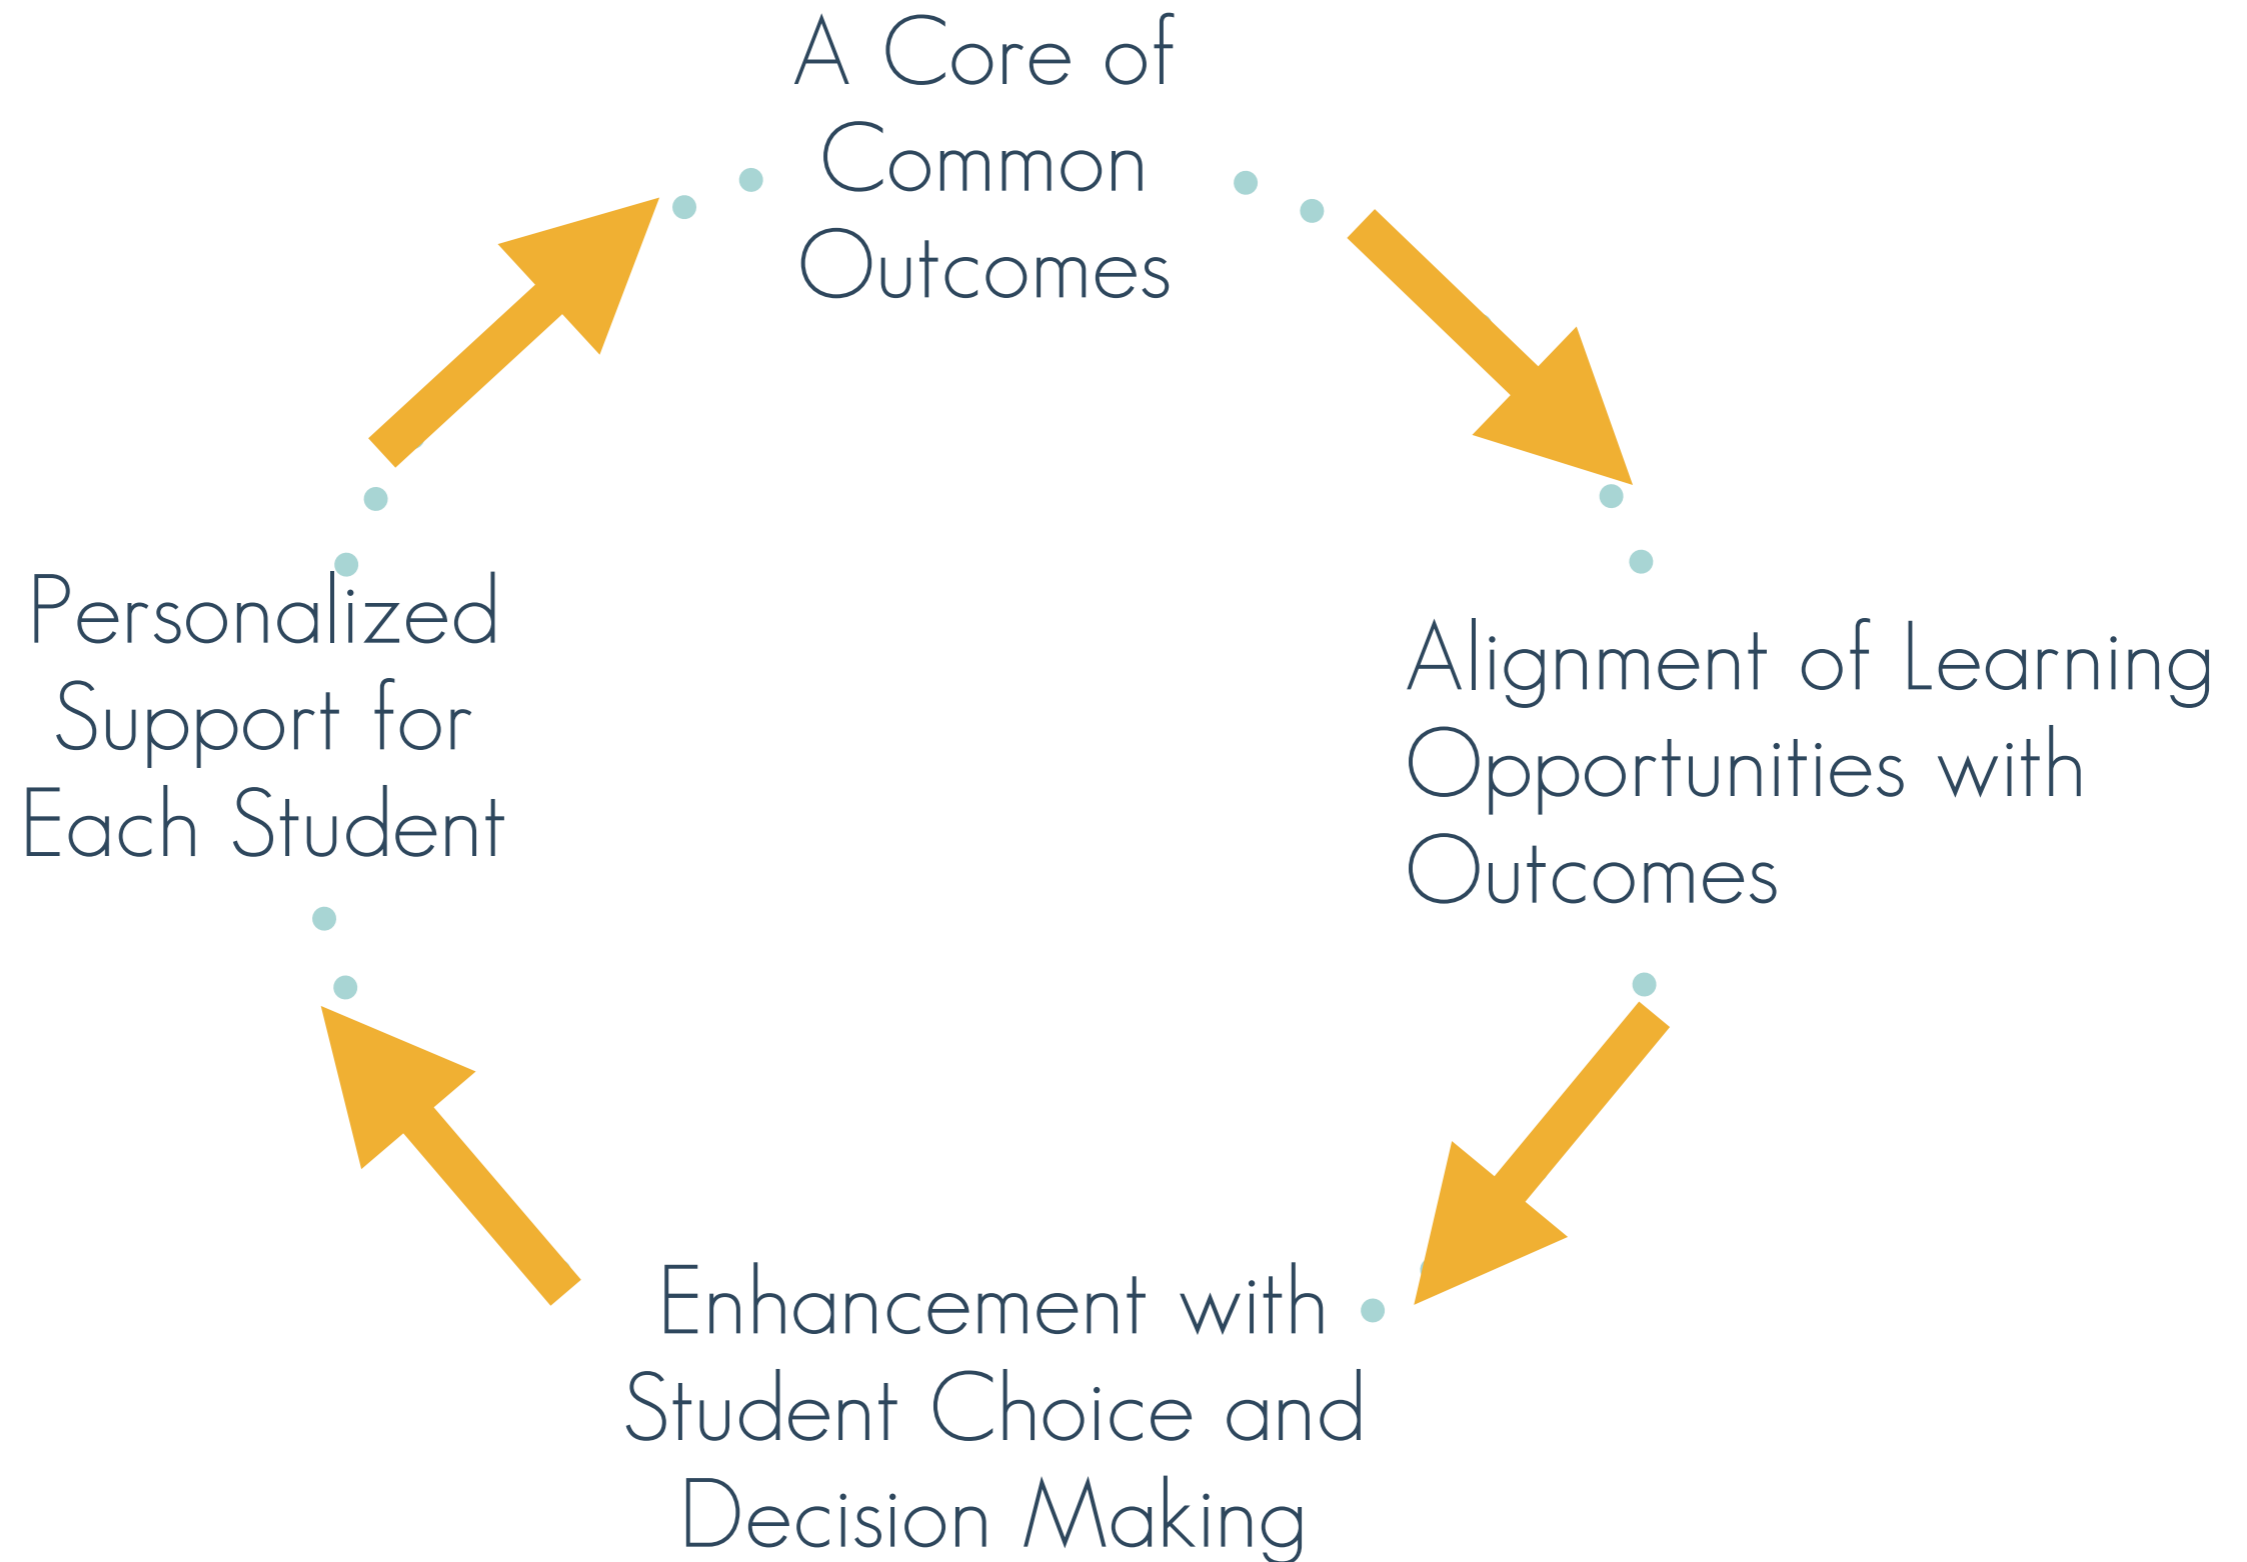 A Core of
Common
Outcomes
Personalized
Support for
Each Student
Alignment of Learning
Opportunities with
Outcomes
Enhancement with
Student Choice and
Decision Making